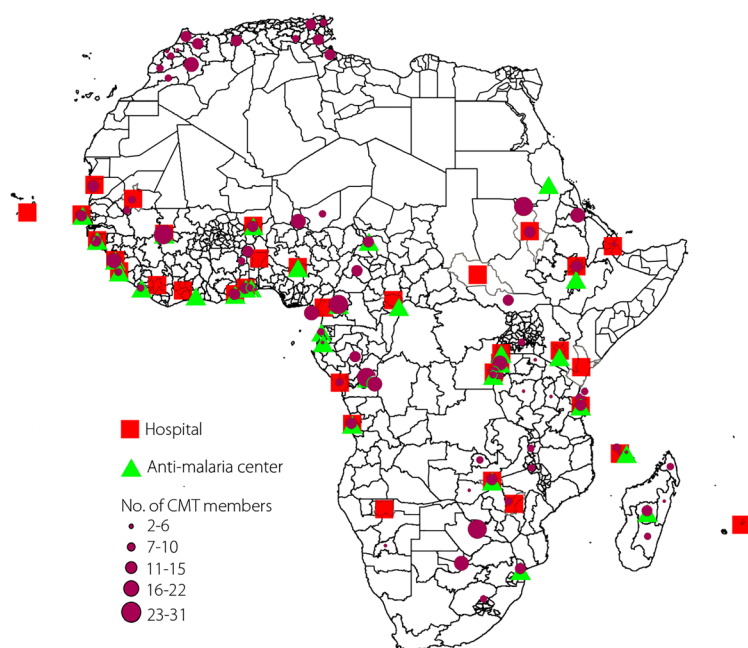 Hospital
Anti-malaria center
No. of CMT members
2-6
7-10
11-15
16-22
23-31